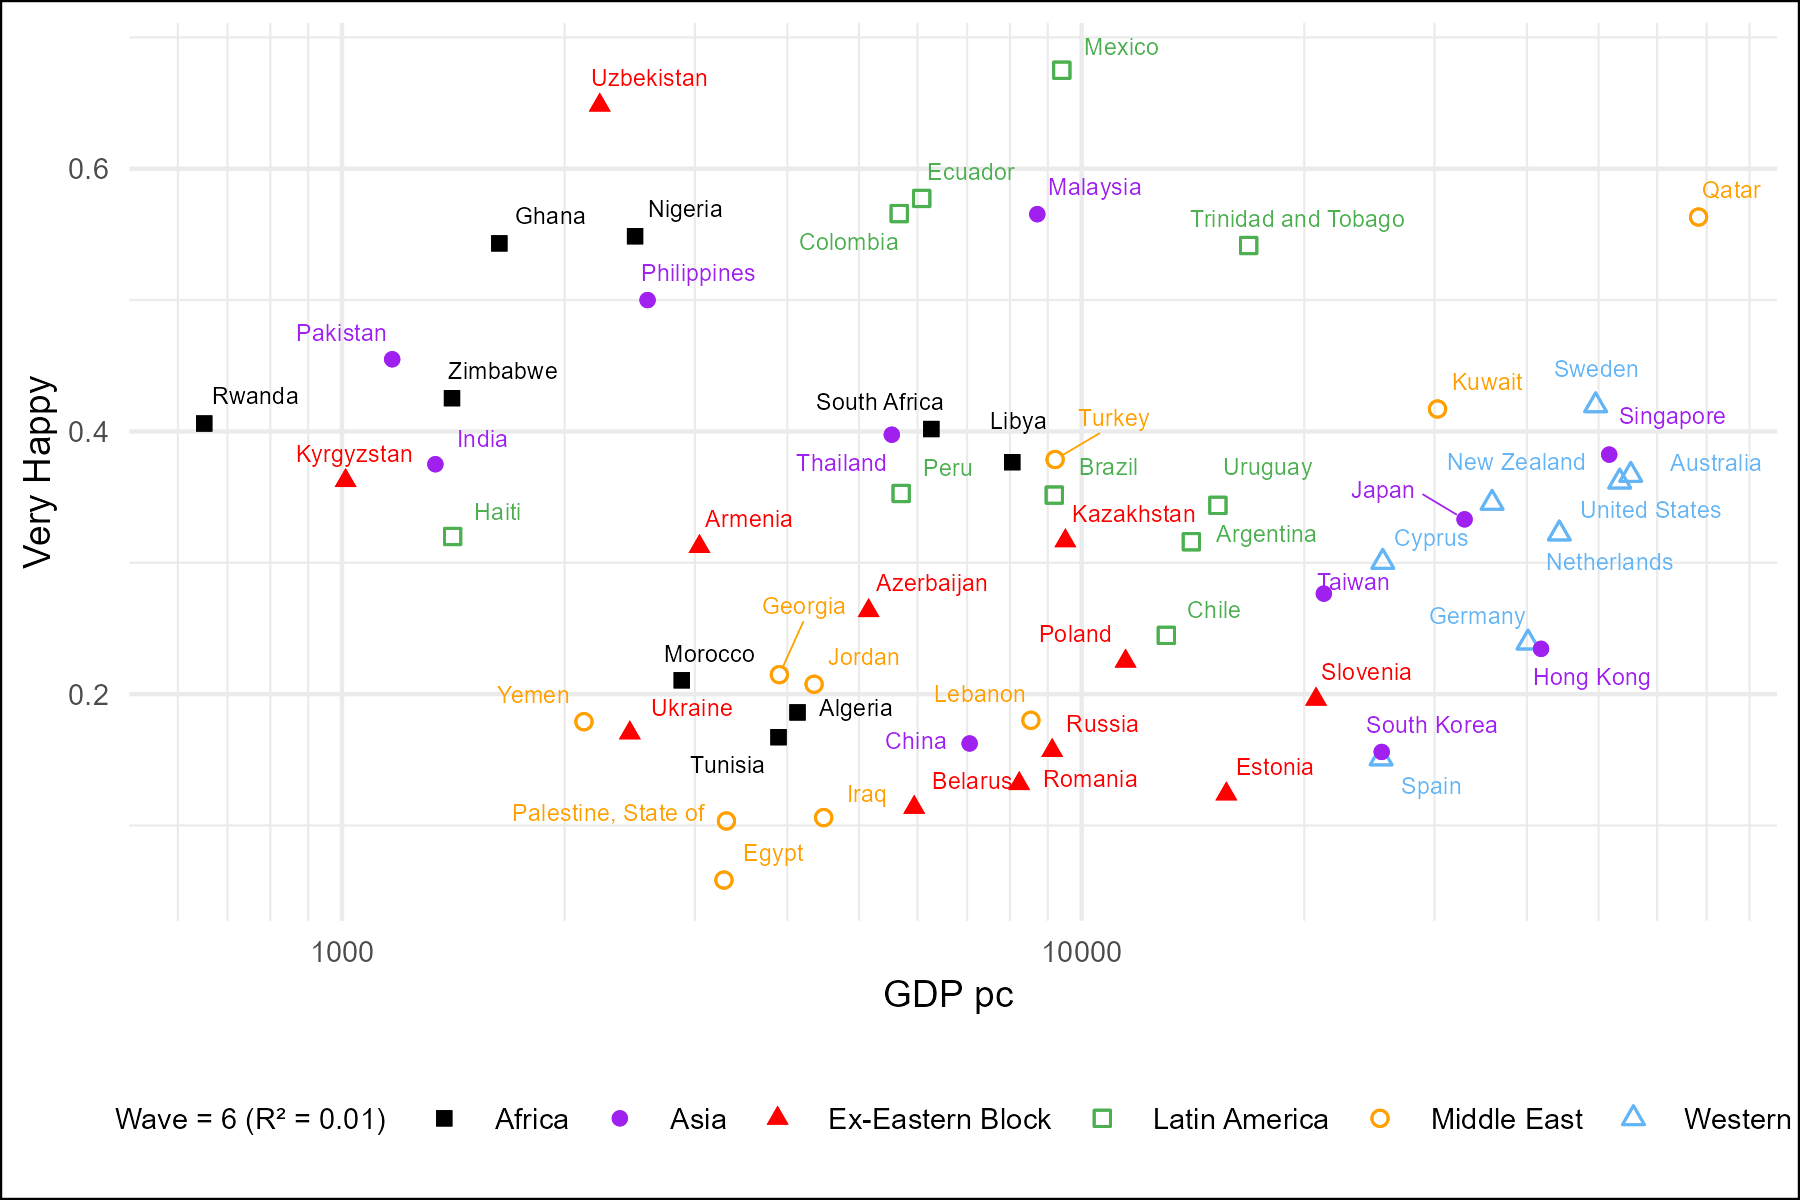 Mexico
Uzbekistan
0.6
Ecuador
Malaysia
Qatar
Ghana
Nigeria
Colombia
Trinidad and Tobago
Philippines
Pakistan
Zimbabwe
Rwanda
Sweden
Kuwait
South Africa
Libya
Turkey
Singapore
0.4
Kyrgyzstan
India
Thailand
Peru
Brazil
Uruguay
New Zealand
Australia
Japan
Haiti
Armenia
Kazakhstan
Argentina
United States
Cyprus
Netherlands
Very Happy
Azerbaijan
Taiwan
Georgia
Chile
Germany
Poland
Morocco
Jordan
Slovenia
Hong Kong
0.2
Yemen
Ukraine
Algeria
Lebanon
Russia
South Korea
China
Tunisia
Belarus
Romania
Estonia
Spain
Iraq
Palestine, State of
Egypt
1000
10000
GDP pc
Wave = 6 (R² = 0.01) Africa Asia Ex-Eastern Block Latin America Middle East Western